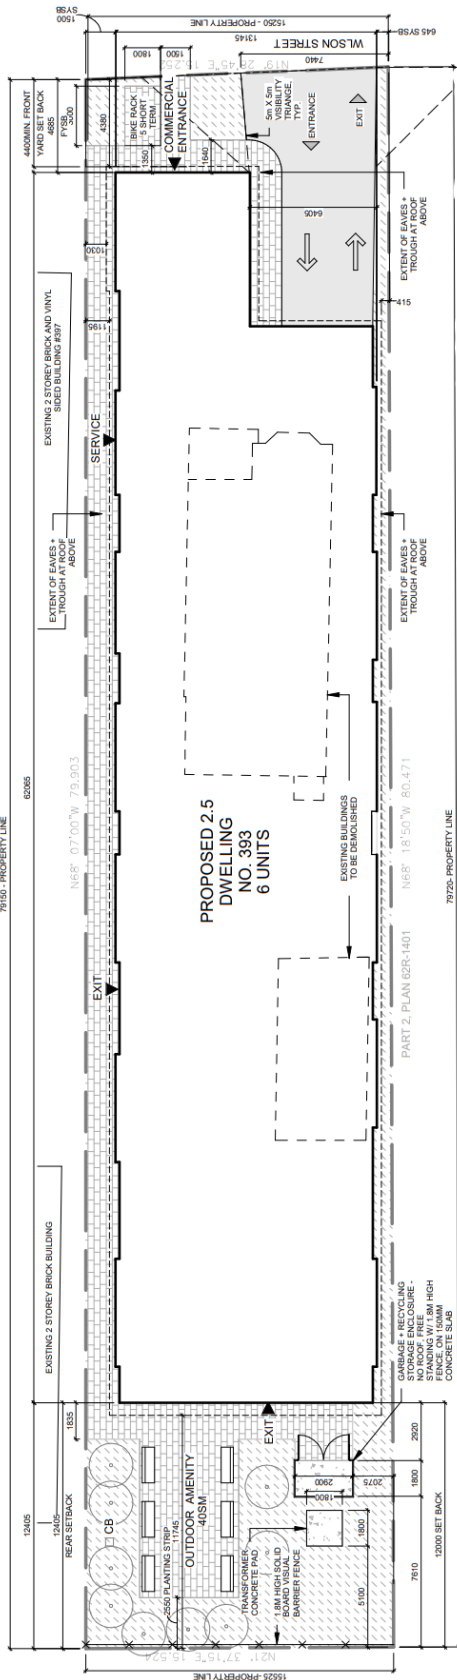 15250 - PROPERTY LINE
1500
SYSB
13145
645 SYSB
WLSON STREET
7440
N19° 28'45"E 15.252
1800
1500
4400MIN. FRONT
YARD SET BACK
4685
FYSB
3000
4380
BIKE RACK
5 SHORT
TERM.
1350
COMMERCIAL
ENTRANCE
1640
5m X 5m
VISIBILITY
TRIANGLE,
TYP.
ENTRANCE
EXIT
6405
EXTENT OF EAVES +
TROUGH AT ROOF
ABOVE
415
1030
1195
EXISTING 2 STOREY BRICK AND VINYL
SIDED BUILDING #397
SERVICE
EXTENT OF EAVES +
TROUGH AT ROOF
ABOVE
EXTENT OF EAVES +
TROUGH AT ROOF
ABOVE
79150 - PROPERTY LINE
62065
N68° 07'00"W 79.903
PROPOSED 2.5
DWELLING
NO. 393
6 UNITS
EXISTING BUILDINGS
TO BE DEMOLISHED
N68° 18'50"W 80.471
PART 2, PLAN 62R-1401
79720- PROPERTY LINE
EXIT
EXISTING 2 STOREY BRICK BUILDING
12405
12405
REAR SETBACK
1835
CB
2550 PLANTING STRIP
11745
OUTDOOR AMENITY
40SM
EXIT
TRANSFORMER
CONCRETE PAD
1.8M HIGH SOLID
BOARD VISUAL
BARRIER FENCE
2900
1800
2075
1800
5100
GARBAGE + RECYCLING
STORAGE ENCLOSURE -
NO ROOF, FREE
STANDING W/ 1.8M HIGH
FENCE, ON 150MM
CONCRETE SLAB
2920
1800
7610
12000 SET BACK
N21° 37'15"E 15.524
15525 -PROPERTY LINE